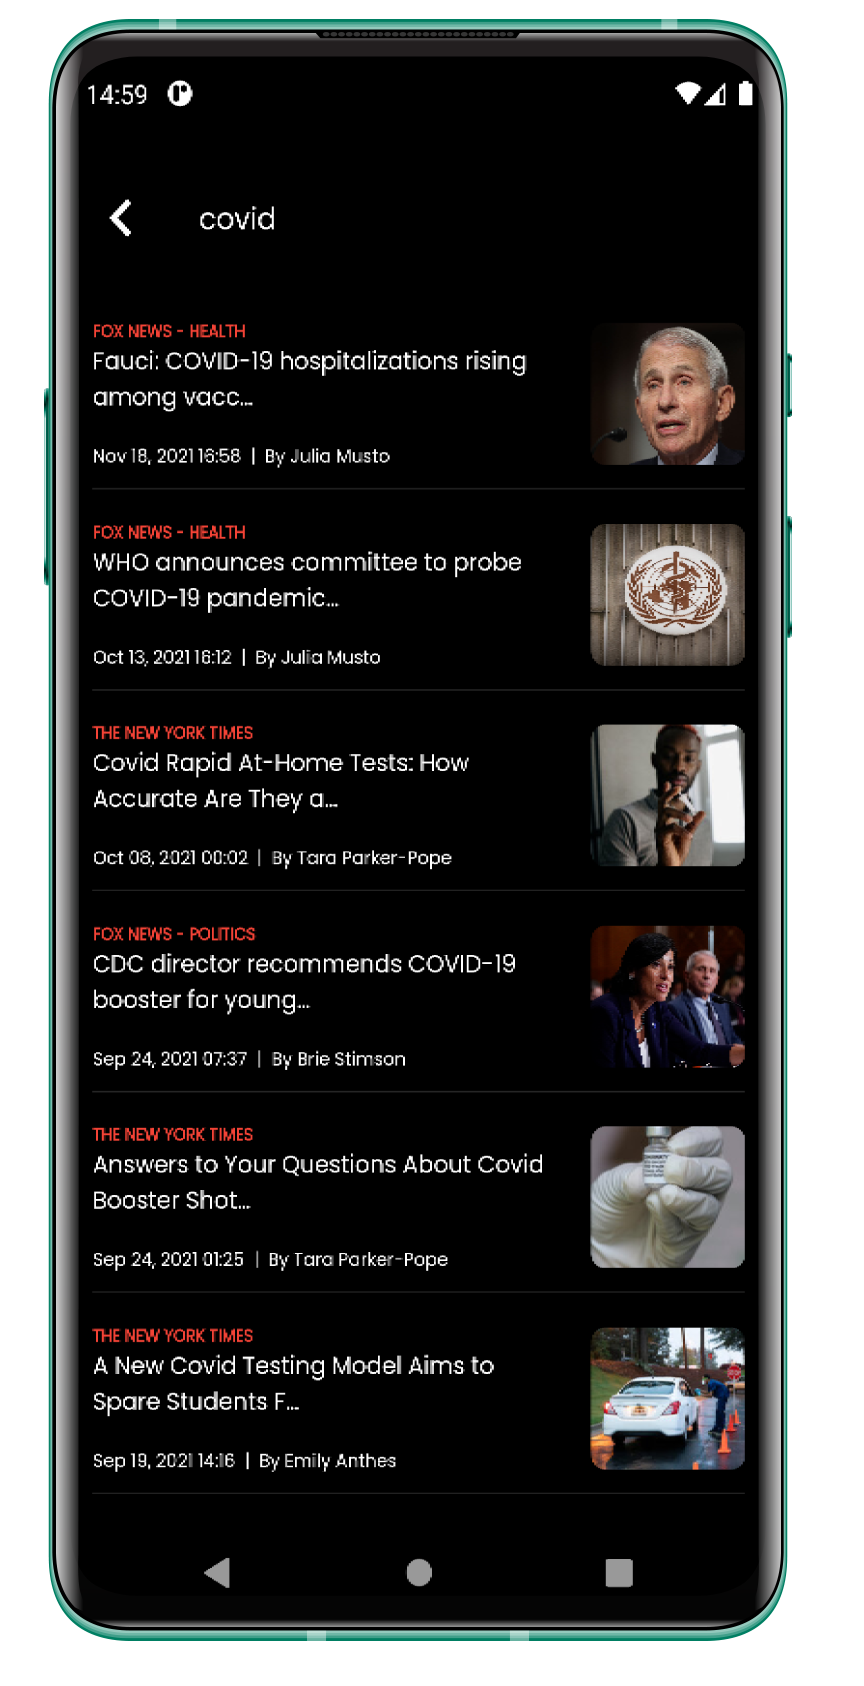 14:59
covid
FOX NEWS - HEALTH
Fauci: COVID-19 hospitalizations rising
among vacc...
Nov 18, 2021 16:58 | By Julia Musto
FOX NEWS - HEALTH
WHO announces committee to probe
COVID-19 pandemic...
Oct 13, 2021 16:12 | By Julia Musto
THE NEW YORK TIMES
Covid Rapid At-Home Tests: How
Accurate Are They a...
Oct 08, 2021 00:02 | By Tara Parker-Pope
FOX NEWS - POLITICS
CDC director recommends COVID-19
booster for young...
Sep 24, 2021 07:37 | By Brie Stimson
THE NEW YORK TIMES
Answers to Your Questions About Covid
Booster Shot...
Sep 24, 2021 01:25 | By Tara Parker-Pope
THE NEW YORK TIMES
A New Covid Testing Model Aims to
Spare Students F...
Sep 19, 2021 14:16 | By Emily Anthes